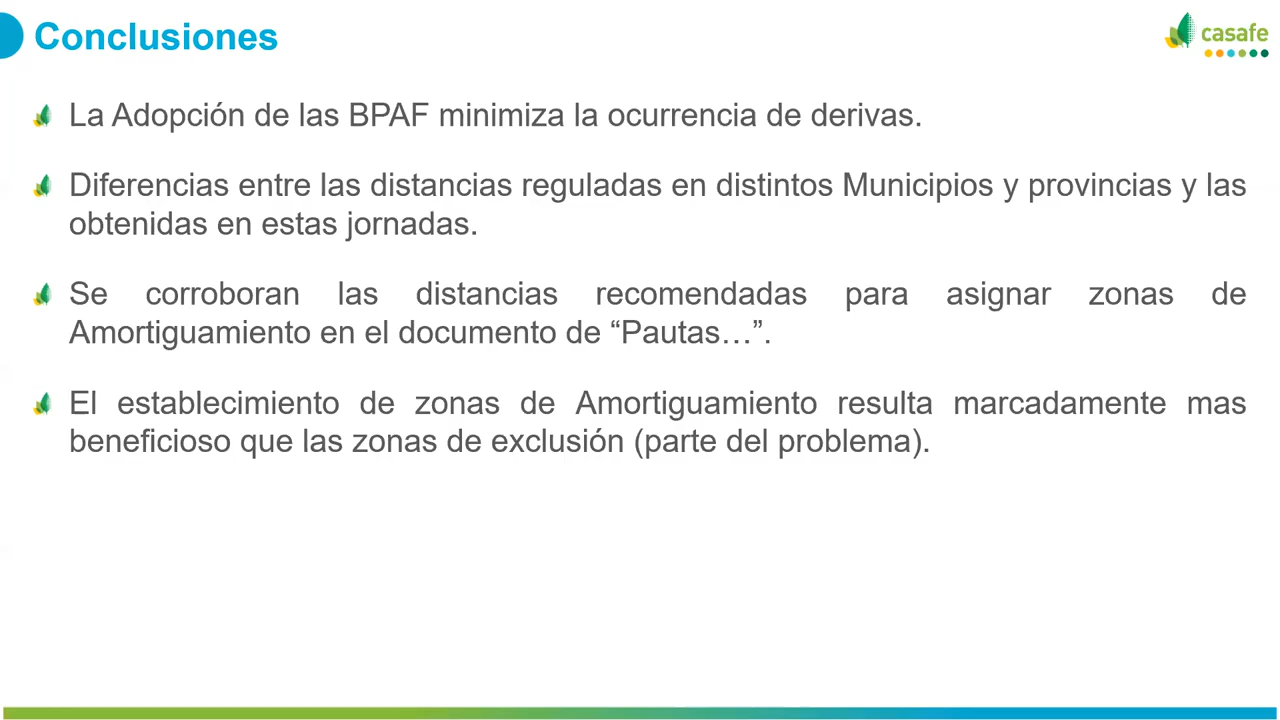 Conclusiones
casafe
La Adopción de las BPAF minimiza la ocurrencia de derivas.
Diferencias entre las distancias reguladas en distintos Municipios y provincias y las
obtenidas en estas jornadas.
Se corroboran las distancias recomendadas para asignar zonas de
Amortiguamiento en el documento de “Pautas…”.
El establecimiento de zonas de Amortiguamiento resulta marcadamente mas
beneficioso que las zonas de exclusión (parte del problema).